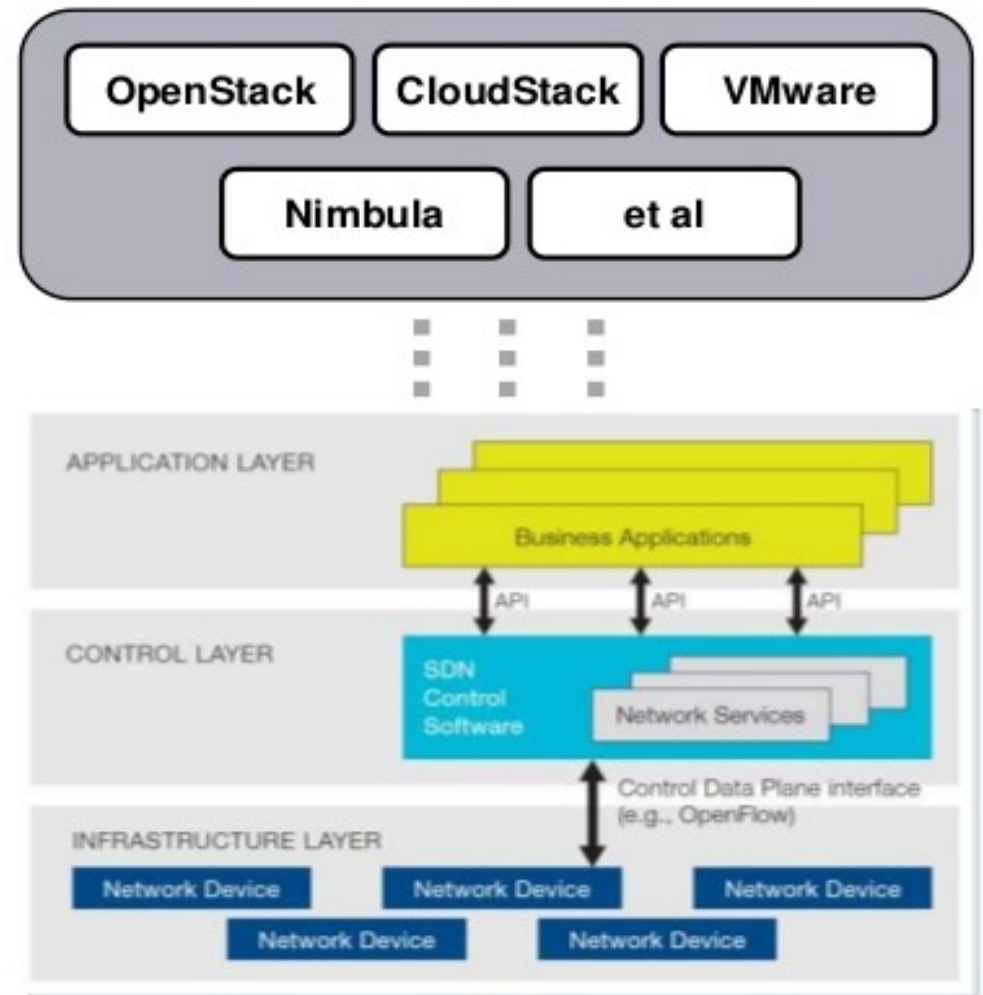 OpenStack
CloudStack
VMware
Nimbula
et al
APPLICATION LAYER
Business Applications
API
API
API
CONTROL LAYER
SDN
Control
Software
Network Services
Control Data Plane interface
(e.g., OpenFlow)
INFRASTRUCTURE LAYER
Network Device
Network Device
Network Device
Network Device
Network Device